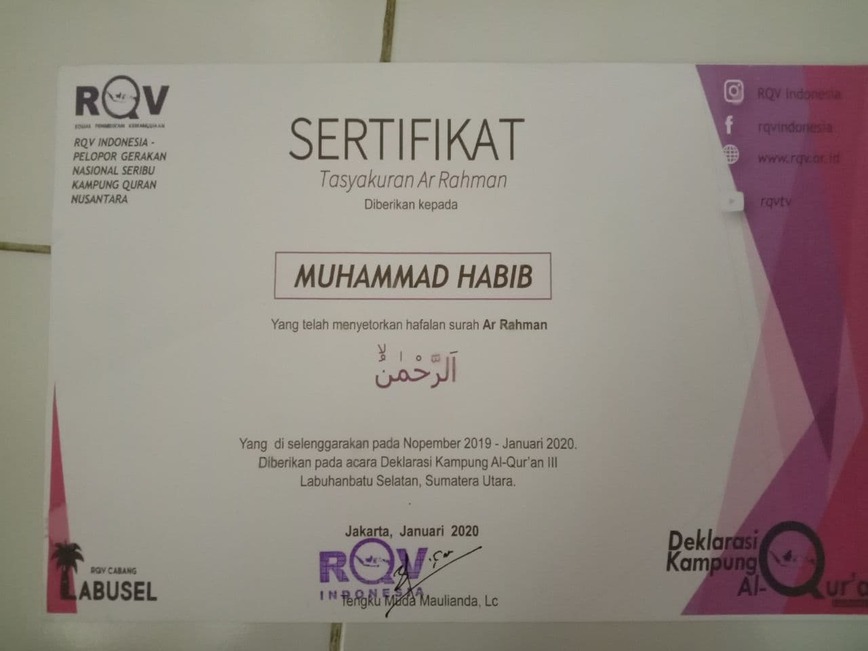 RQV
RQV INDONESIA -
PELOPOR GERAKAN
NASIONAL SERIBU
KAMPUNG QURAN
NUSANTARA
SERTIFIKAT
Tasyakuran Ar Rahman
Diberikan kepada
MUHAMMAD HABIB
Yang telah menyetorkan hafalan surah Ar Rahman
اَلرَّحْمٰنُۙ
Yang di selenggarakan pada Nopember 2019 - Januari 2020.
Diberikan pada acara Deklarasi Kampung Al-Qur'an III
Labuhanbatu Selatan, Sumatera Utara.
Jakarta, Januari 2020
RQV
INDONESIA
Tengku Muda Maulianda, Lc
RQV Indonesia
rqvindonesia
www.rqv.or.id
rqvtv
RQV CABANG
LABUSEL
Deklarasi
Kampung
Al-Qur'a